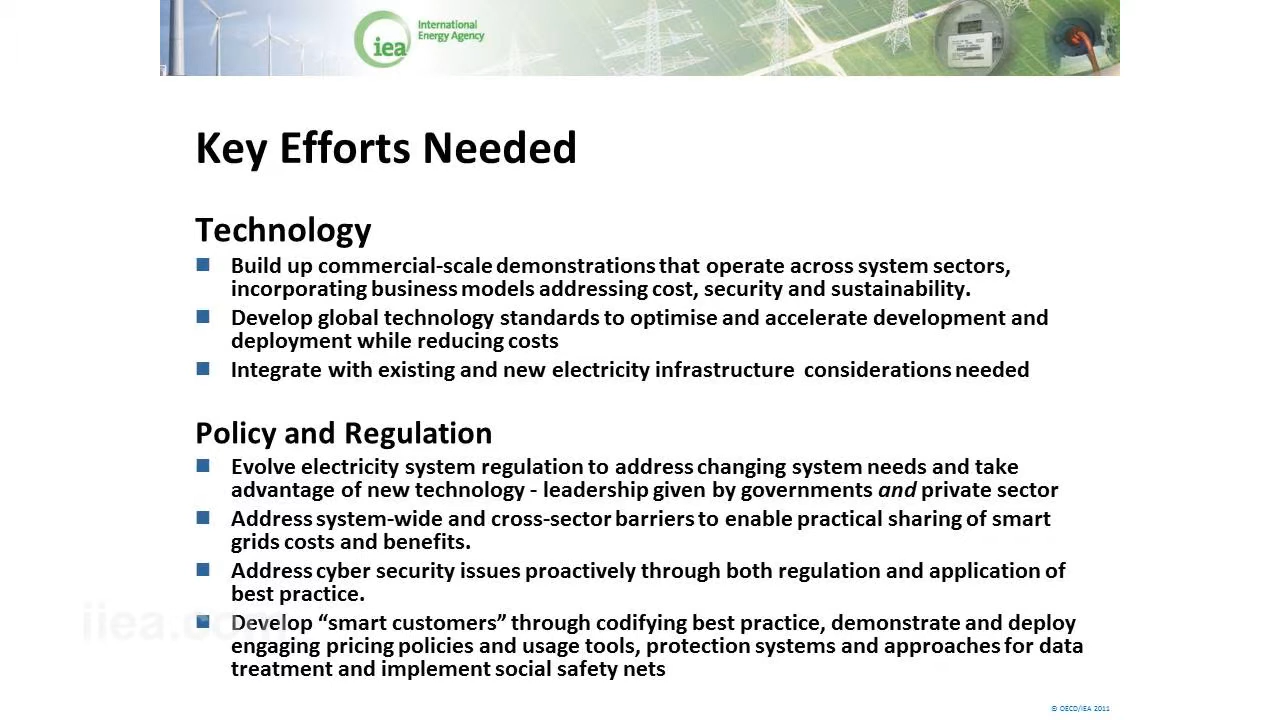 iea
International
Energy Agency
Key Efforts Needed
Technology
Build up commercial-scale demonstrations that operate across system sectors,
incorporating business models addressing cost, security and sustainability.
Develop global technology standards to optimise and accelerate development and
deployment while reducing costs
Integrate with existing and new electricity infrastructure considerations needed
Policy and Regulation
Evolve electricity system regulation to address changing system needs and take
advantage of new technology - leadership given by governments and private sector
Address system-wide and cross-sector barriers to enable practical sharing of smart
grids costs and benefits.
Address cyber security issues proactively through both regulation and application of
best practice.
Develop “smart customers” through codifying best practice, demonstrate and deploy
engaging pricing policies and usage tools, protection systems and approaches for data
treatment and implement social safety nets
iiea.com
© OECD/IEA 2011